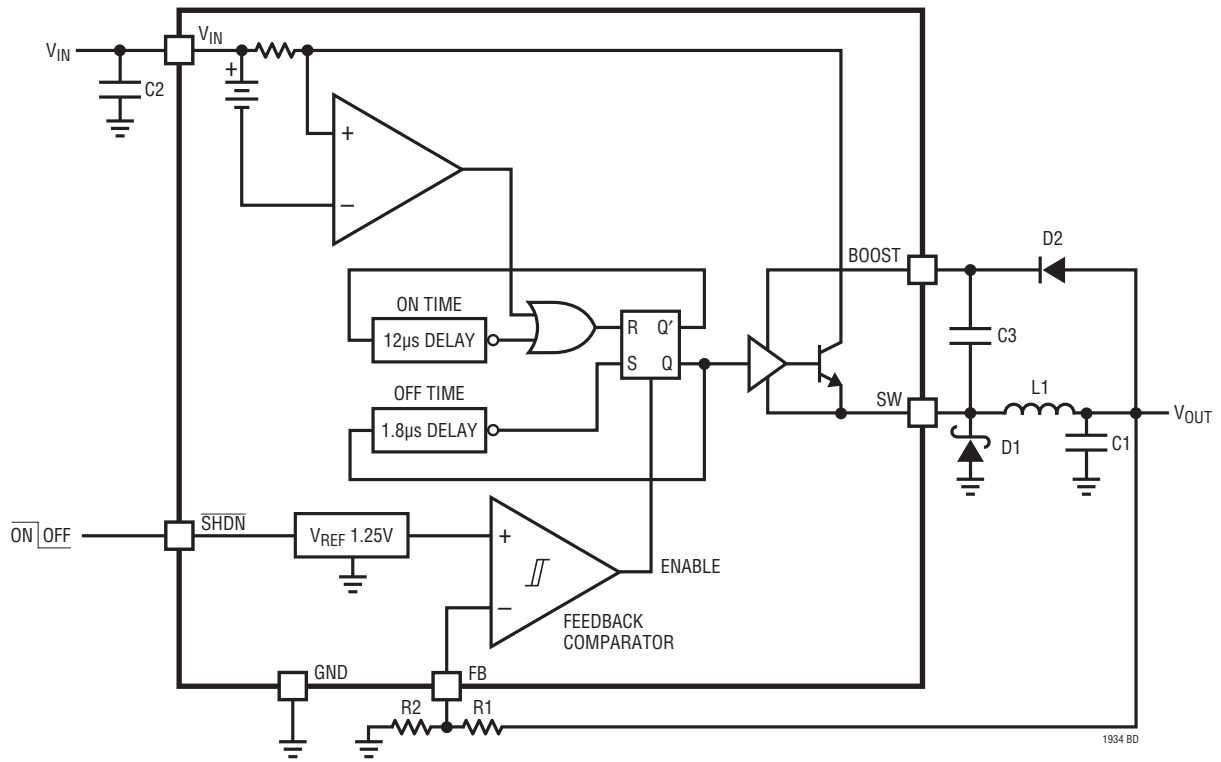 VIN
VIN
C2
+
+
−
BOOST
D2
ON TIME
12µs DELAY
R Q′
S Q
C3
OFF TIME
1.8µs DELAY
SW
L1
VOUT
D1
C1
ON OFF
SHDN
VREF 1.25V
+
−
ENABLE
FEEDBACK
COMPARATOR
GND
FB
R2
R1
1934 BD